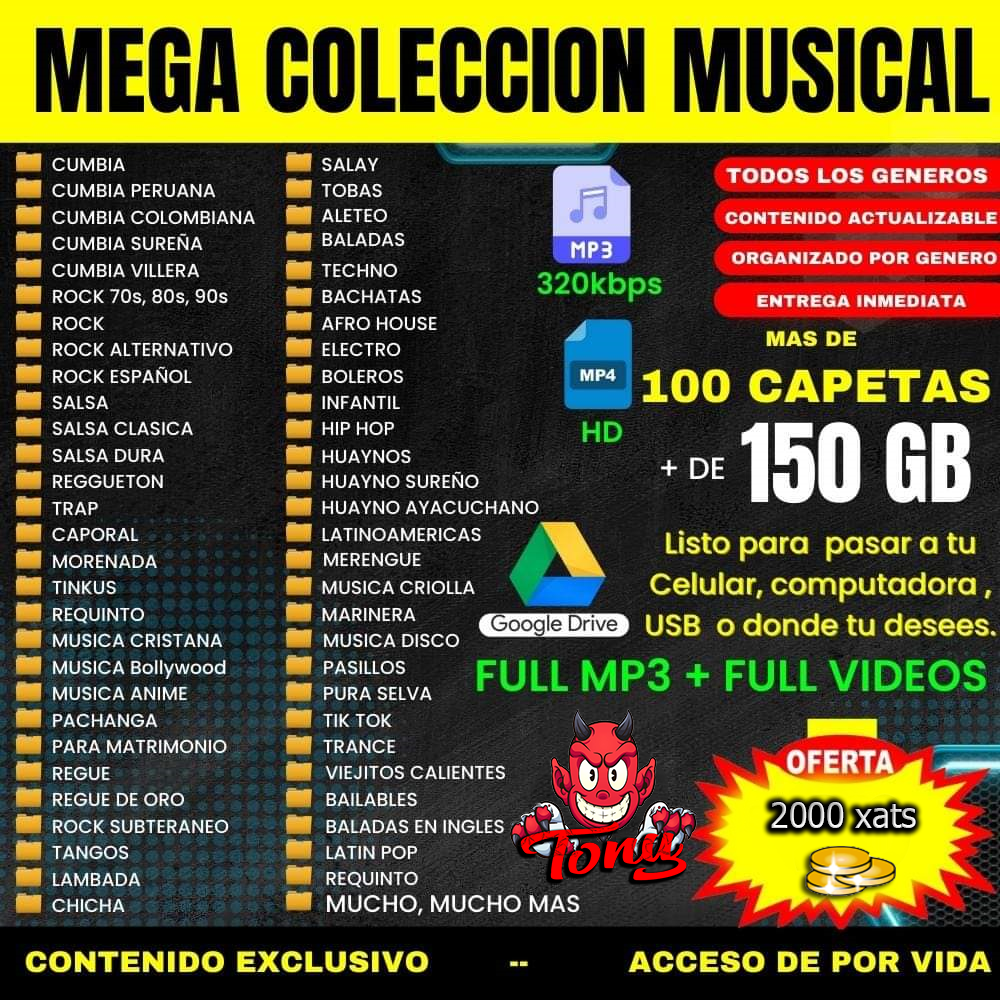 MEGA COLECCION MUSICAL
CUMBIA
CUMBIA PERUANA
CUMBIA COLOMBIANA
CUMBIA SUREÑA
CUMBIA VILLERA
ROCK 70s, 80s, 90s
ROCK
ROCK ALTERNATIVO
ROCK ESPAÑOL
SALSA
SALSA CLASICA
SALSA DURA
REGGUETON
TRAP
CAPORAL
MORENADA
TINKUS
REQUINTO
MUSICA CRISTANA
MUSICA Bollywood
MUSICA ANIME
PACHANGA
PARA MATRIMONIO
REGUE
REGUE DE ORO
ROCK SUBTERANEO
TANGOS
LAMBADA
CHICHA
SALAY
TOBAS
ALETEO
BALADAS
TECHNO
BACHATAS
AFRO HOUSE
ELECTRO
BOLEROS
INFANTIL
HIP HOP
HUAYNOS
HUAYNO SUREÑO
HUAYNO AYACUCHANO
LATINOAMERICAS
MERENGUE
MUSICA CRIOLLA
MARINERA
MUSICA DISCO
PASILLOS
PURA SELVA
TIK TOK
TRANCE
VIEJITOS CALIENTES
BAILABLES
BALADAS EN INGLES
LATIN POP
REQUINTO
MUCHO, MUCHO MAS
MP3
320kbps
MP4
HD
TODOS LOS GENEROS
CONTENIDO ACTUALIZABLE
ORGANIZADO POR GENERO
ENTREGA INMEDIATA
MAS DE
100 CAPETAS
+ DE 150 GB
Google Drive
Listo para pasar a tu
Celular, computadora ,
USB o donde tu desees.
FULL MP3 + FULL VIDEOS
Tony
OFERTA
2000 xats
CONTENIDO EXCLUSIVO -- ACCESO DE POR VIDA